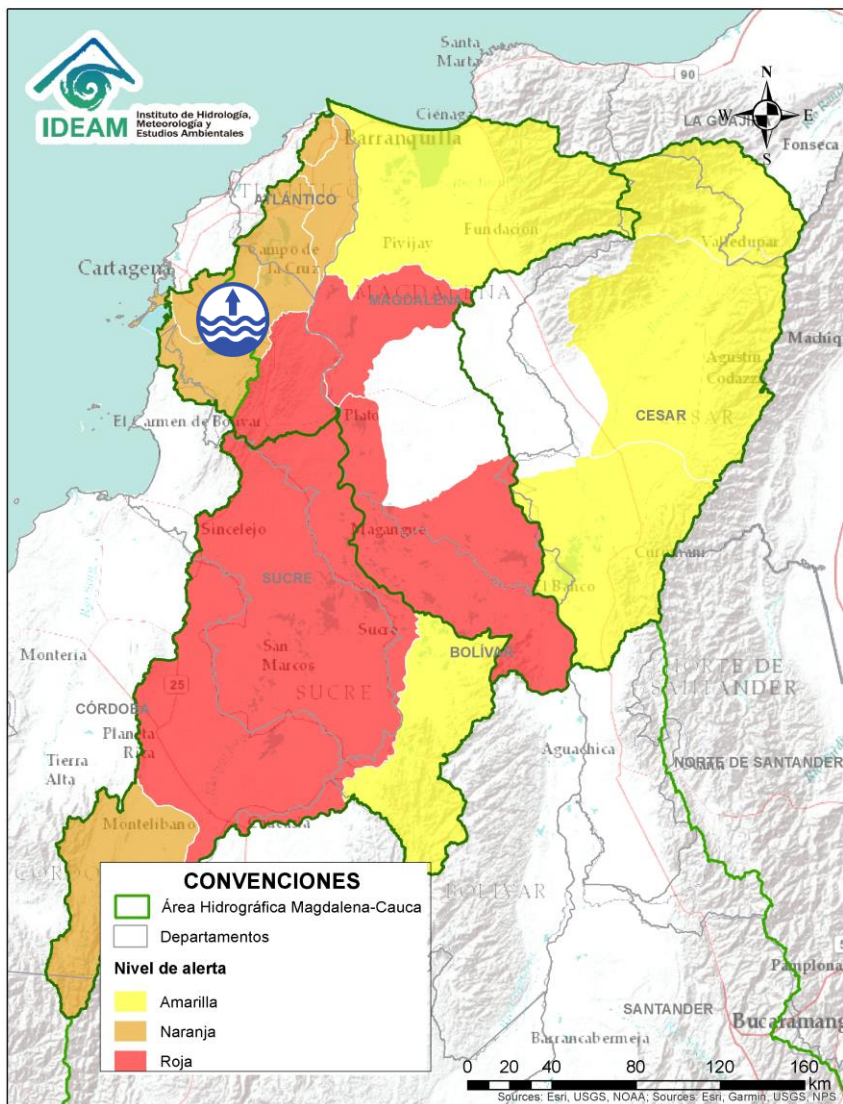 IDEAM
Instituto de Hidrología,
Meteorología y
Estudios Ambientales
Santa
Marta
90
N
W
E
S
LA GUAJI
Ciénaga
Barranquilla
Fonseca
ATLÁNTICO
Pivijay
Fundación
Valledupar
Cartagena
Campo de
la Cruz
MAGDALENA
Machiq
Agustín
Codazzi
El Carmen de Bolívar
Plato
CESAR
Sincelejo
Magangué
SUCRE
El Banco
Sucre
San
Marcos
BOLÍVAR
Montería
25
SUCRE
NORTE DE
SANTANDER
CÓRDOBA
Planeta
Rica
Aguachica
Tierra
Alta
NORTE DE SANTANDER
Montelíbano
Caucasia
BOLÍVAR
CONVENCIONES
Área Hidrográfica Magdalena-Cauca
Departamentos
Nivel de alerta
Amarilla
Naranja
Roja
Pamplona
SANTANDER
Bucaramang
Barrancabermeja
0 20 40 80 120 160
km
Sources: Esri, USGS, NOAA; Sources: Esri, Garmin, USGS, NPS